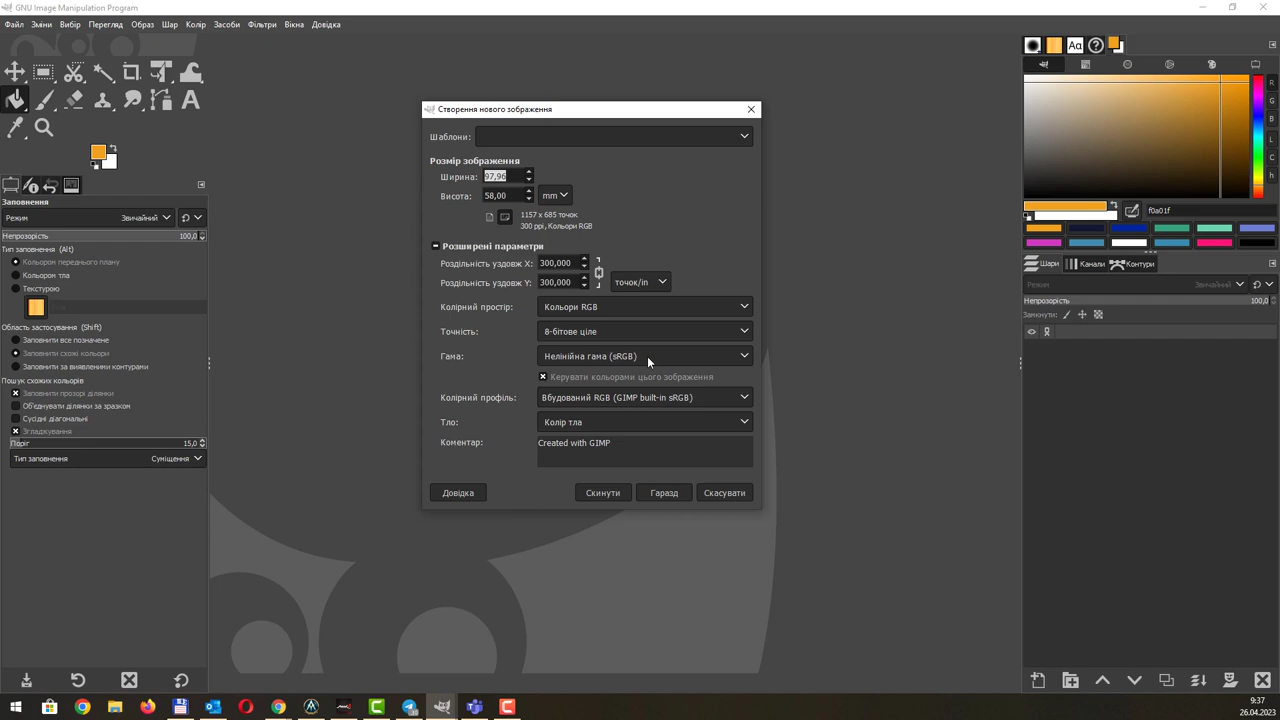 GNU Image Manipulation Program
Файл Зміни Вибір Перегляд Образ Шар Колір Засоби Фільтри Вікна Довідка
Заповнення
Режим Звичайний
Непрозорість 100,0
Тип заповнення (Alt)
Кольором переднього плану
Кольором тла
Текстурою
Область застосування (Shift)
Заповнити все позначене
Заповнити схожі кольори
Заповнити за виявленими контурами
Пошук схожих кольорів
Заповнити прозорі ділянки
Об'єднувати ділянки за зразком
Сусідні діагональні
Згладжування
Поріг 15,0
Тип заповнення Суміщення
Створення нового зображення
Шаблони:
Розмір зображення
Ширина: 97,96
Висота: 58,00 mm
1157 x 685 точок
300 ppi, Кольори RGB
Розширені параметри
Роздільність уздовж X: 300,000
Роздільність уздовж Y: 300,000 точок/in
Колірний простір: Кольори RGB
Точність: 8-бітове ціле
Гама: Нелінійна гама (sRGB)
Керувати кольорами цього зображення
Колірний профіль: Вбудований RGB (GIMP built-in sRGB)
Тло: Колір тла
Коментар: Created with GIMP
Довідка Скинути Гаразд Скасувати
Aα
R
G
B
L
C
h
f0a01f
Шари Канали Контури
Режим Звичайний
Непрозорість 100,0
Замкнути:
9:37
26.04.2023